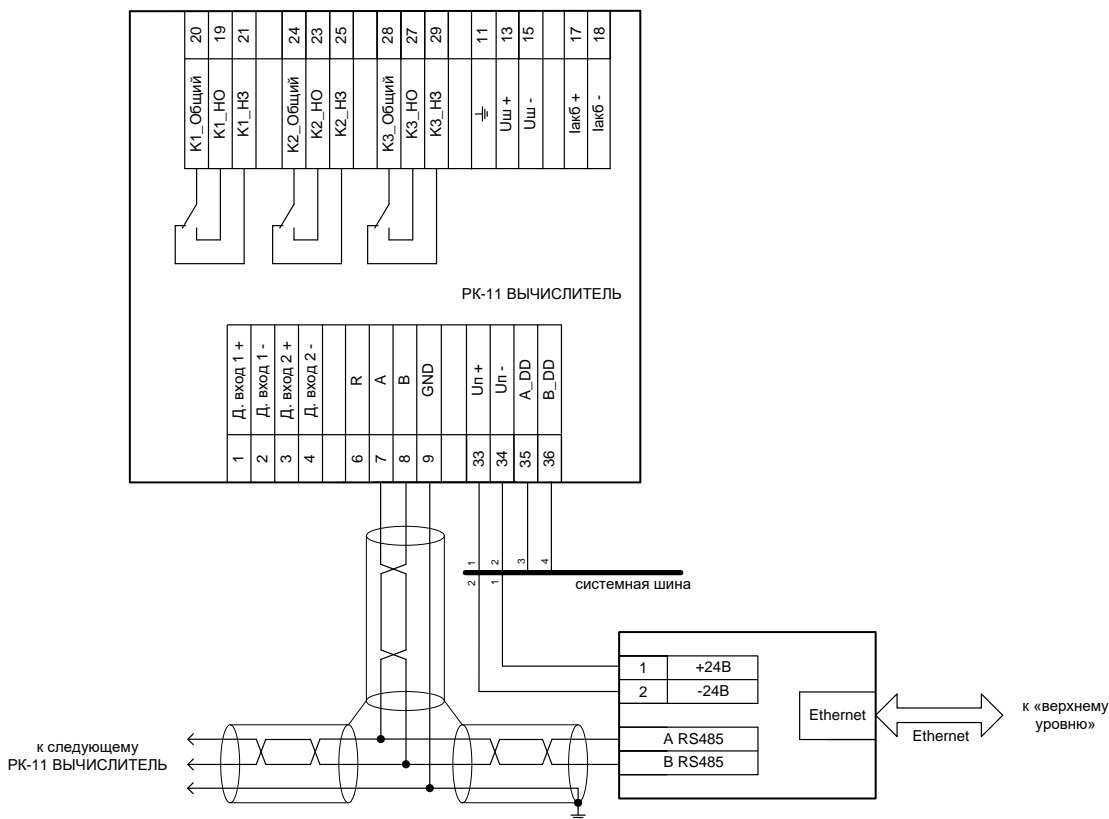 20
19
21
24
23
25
28
27
29
11
13
15
17
18
К1_Общий
К1_НО
К1_НЗ
К2_Общий
К2_НО
К2_НЗ
К3_Общий
К3_НО
К3_НЗ
Uш +
Uш -
Iакб +
Iакб -
РК-11 ВЫЧИСЛИТЕЛЬ
Д. вход 1 +
Д. вход 1 -
Д. вход 2 +
Д. вход 2 -
R
A
B
GND
Uп +
Uп -
A_DD
B_DD
1
2
3
4
6
7
8
9
33
34
35
36
1
2
3
4
2
1
системная шина
1
+24В
2
-24В
Ethernet
A RS485
B RS485
Ethernet
к «верхнему
уровню»
к следующему
РК-11 ВЫЧИСЛИТЕЛЬ